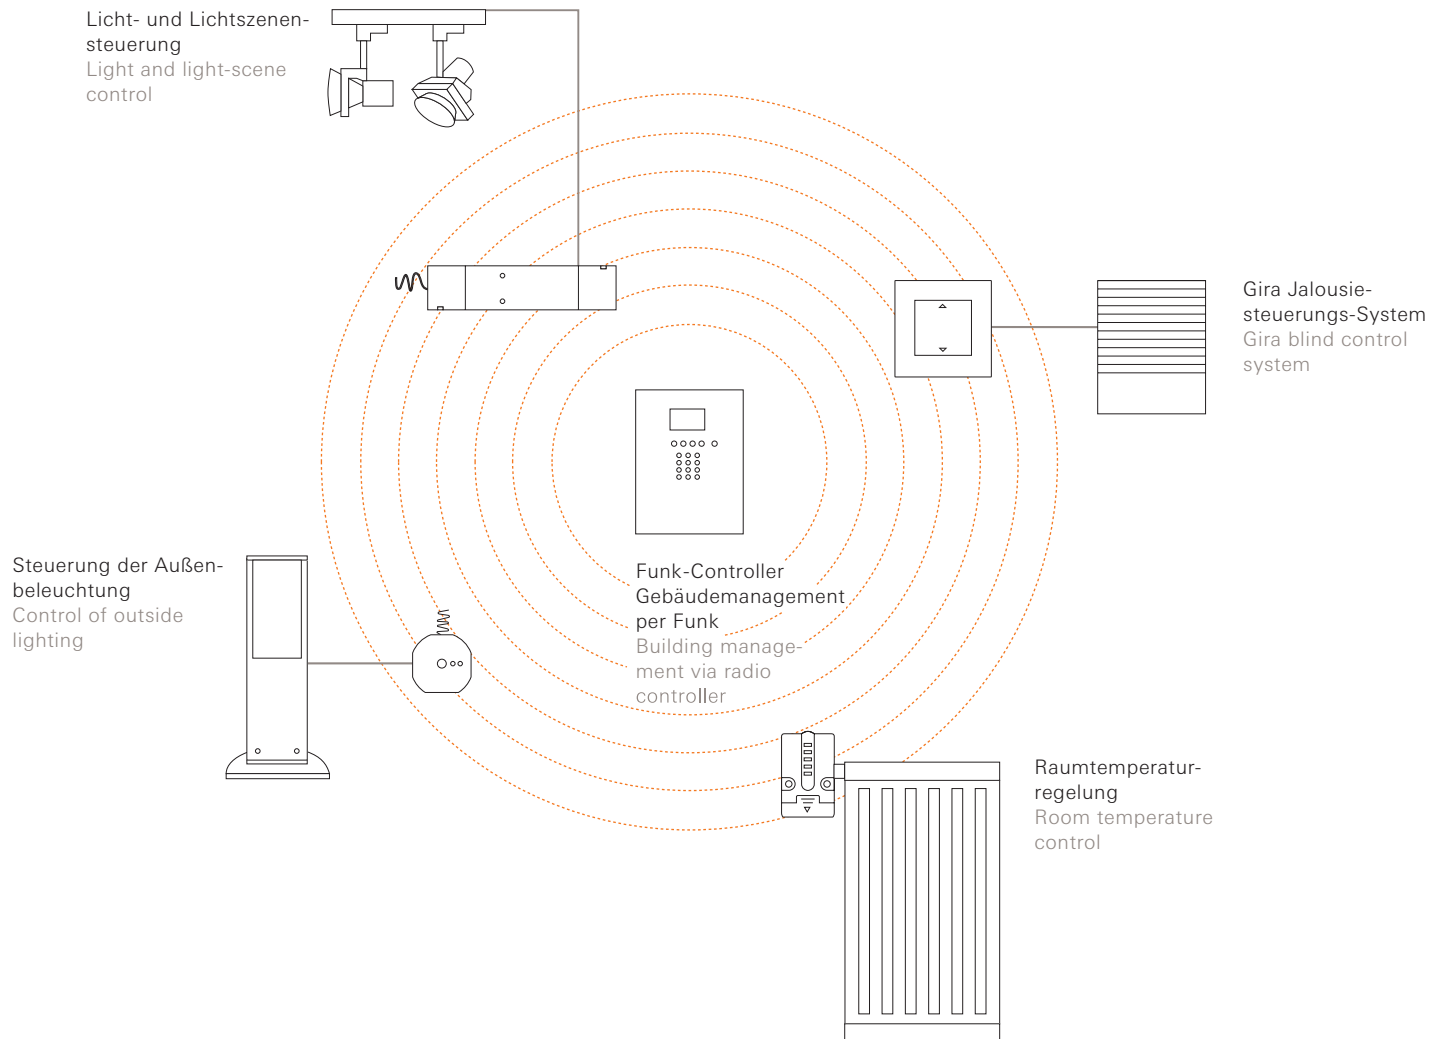 Licht- und Lichtszenen-
steuerung
Light and light-scene
control
Gira Jalousie-
steuerungs-System
Gira blind control
system
Steuerung der Außen-
beleuchtung
Control of outside
lighting
Funk-Controller
Gebäudemanagement
per Funk
Building manage-
ment via radio
controller
Raumtemperatur-
regelung
Room temperature
control